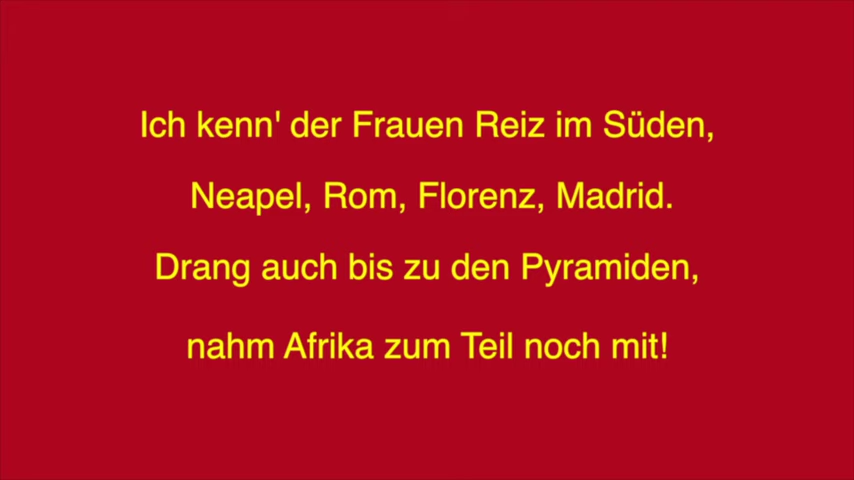 Ich kenn' der Frauen Reiz im Süden,
Neapel, Rom, Florenz, Madrid.
Drang auch bis zu den Pyramiden,
nahm Afrika zum Teil noch mit!